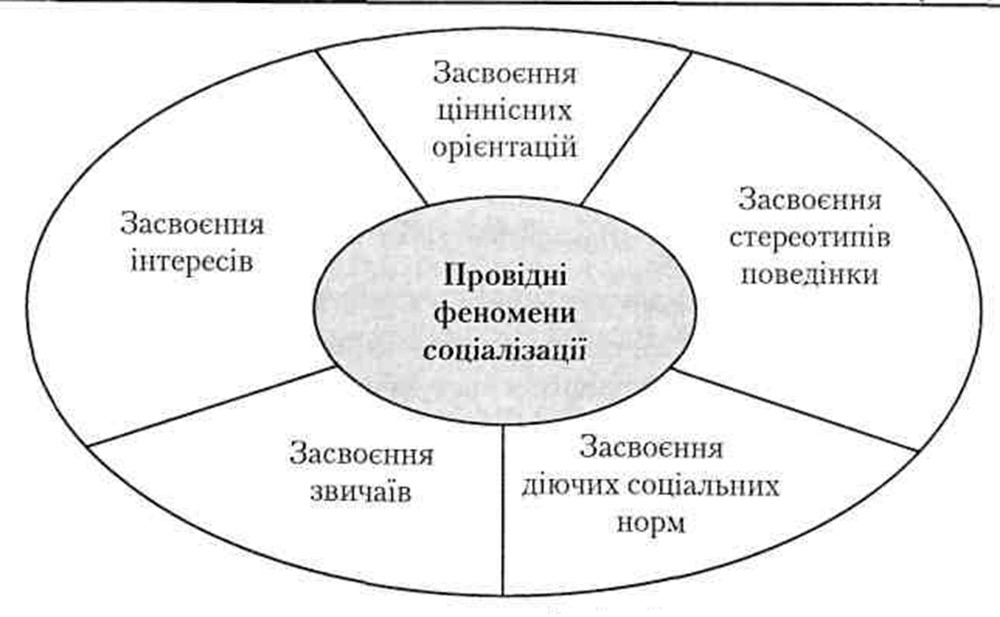 Засвоєння
ціннісних
орієнтацій
Засвоєння
стереотипів
поведінки
Засвоєння
інтересів
Провідні
феномени
соціалізації
Засвоєння
звичаїв
Засвоєння
діючих соціальних
норм